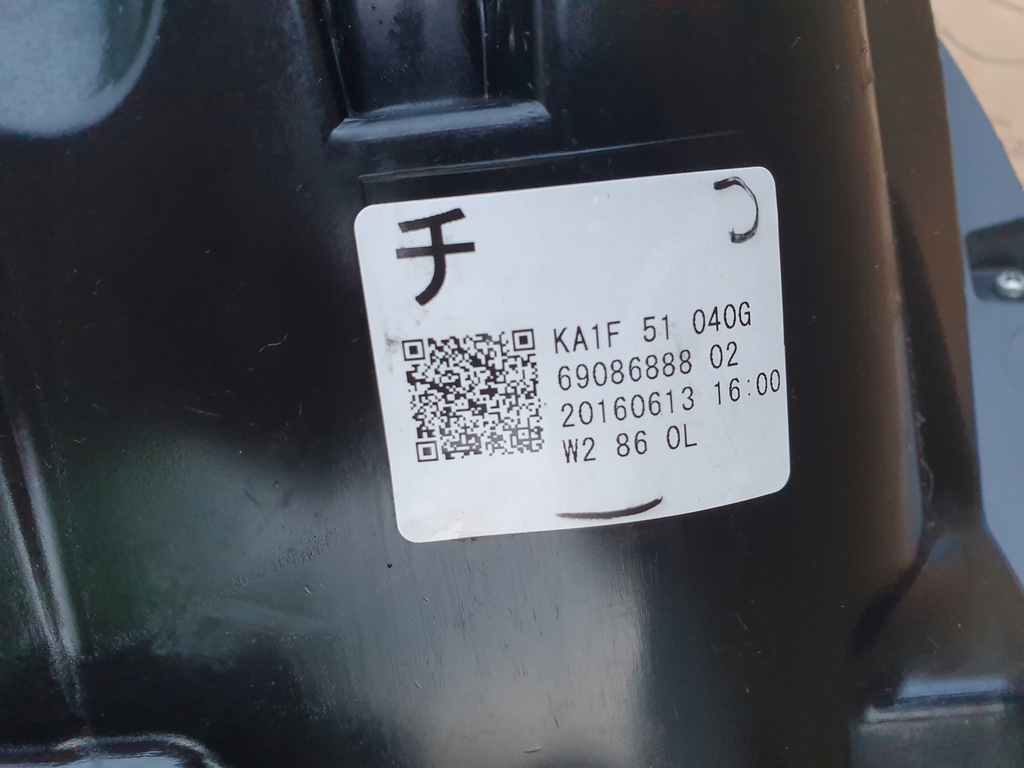 チ
KA1F 51 040G
69086888 02
20160613 16:00
W2 86 0L